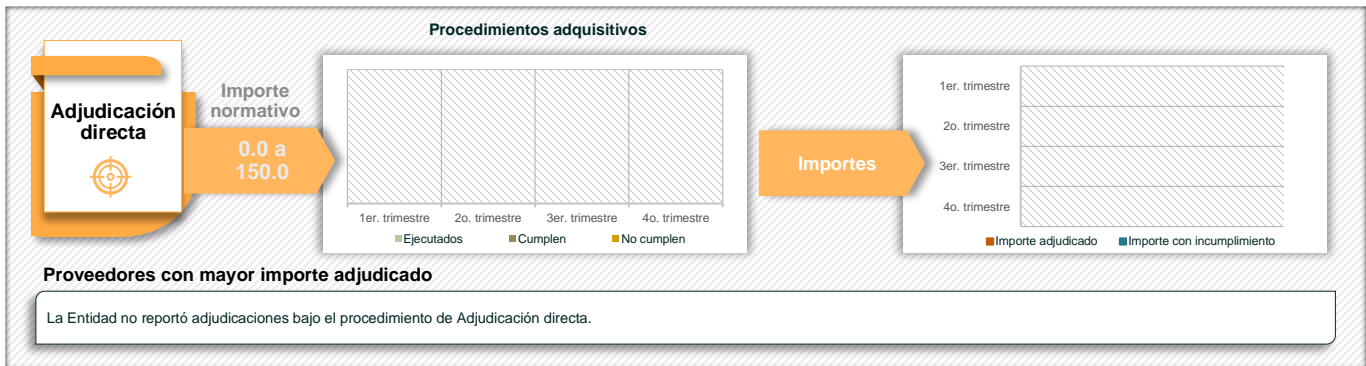 Procedimientos adquisitivos
Adjudicación
directa
Importe
normativo
0.0 a
150.0
1er. trimestre 2o. trimestre 3er. trimestre 4o. trimestre
Ejecutados Cumplen No cumplen
Importes
1er. trimestre
2o. trimestre
3er. trimestre
4o. trimestre
Importe adjudicado Importe con incumplimiento
Proveedores con mayor importe adjudicado
La Entidad no reportó adjudicaciones bajo el procedimiento de Adjudicación directa.